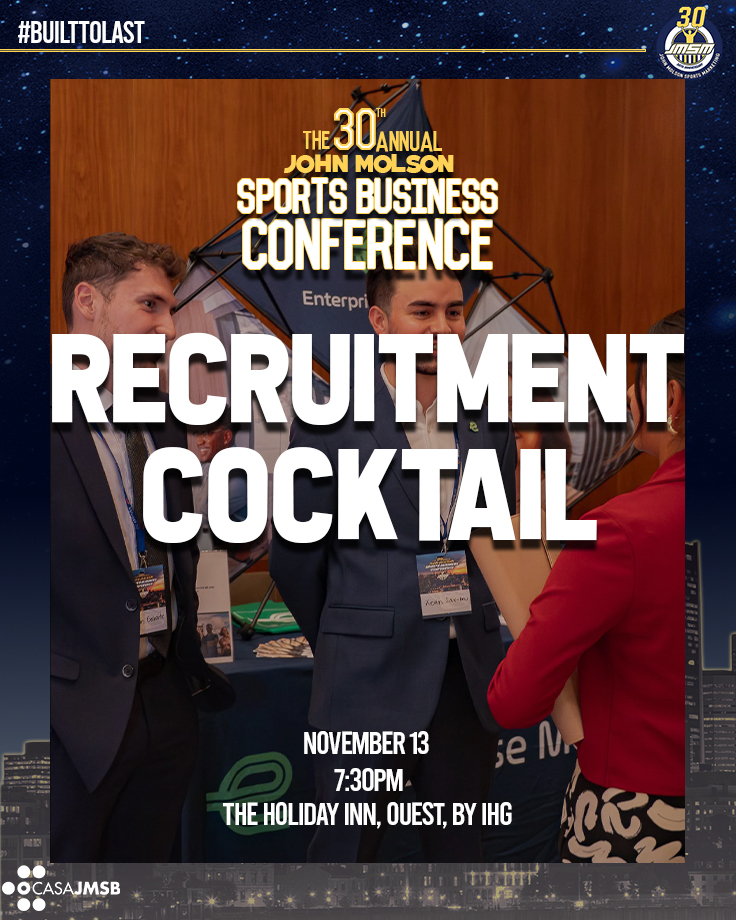 #BUILTTOLAST
30
JMSM
JOHN MOLSON SPORTS MARKETING
THE 30TH ANNUAL
JOHN MOLSON
SPORTS BUSINESS
CONFERENCE
Enterpri
RECRUITMENT
COCKTAIL
NOVEMBER 13
7:30PM
THE HOLIDAY INN, OUEST, BY IHG
se M
CASAJMSB